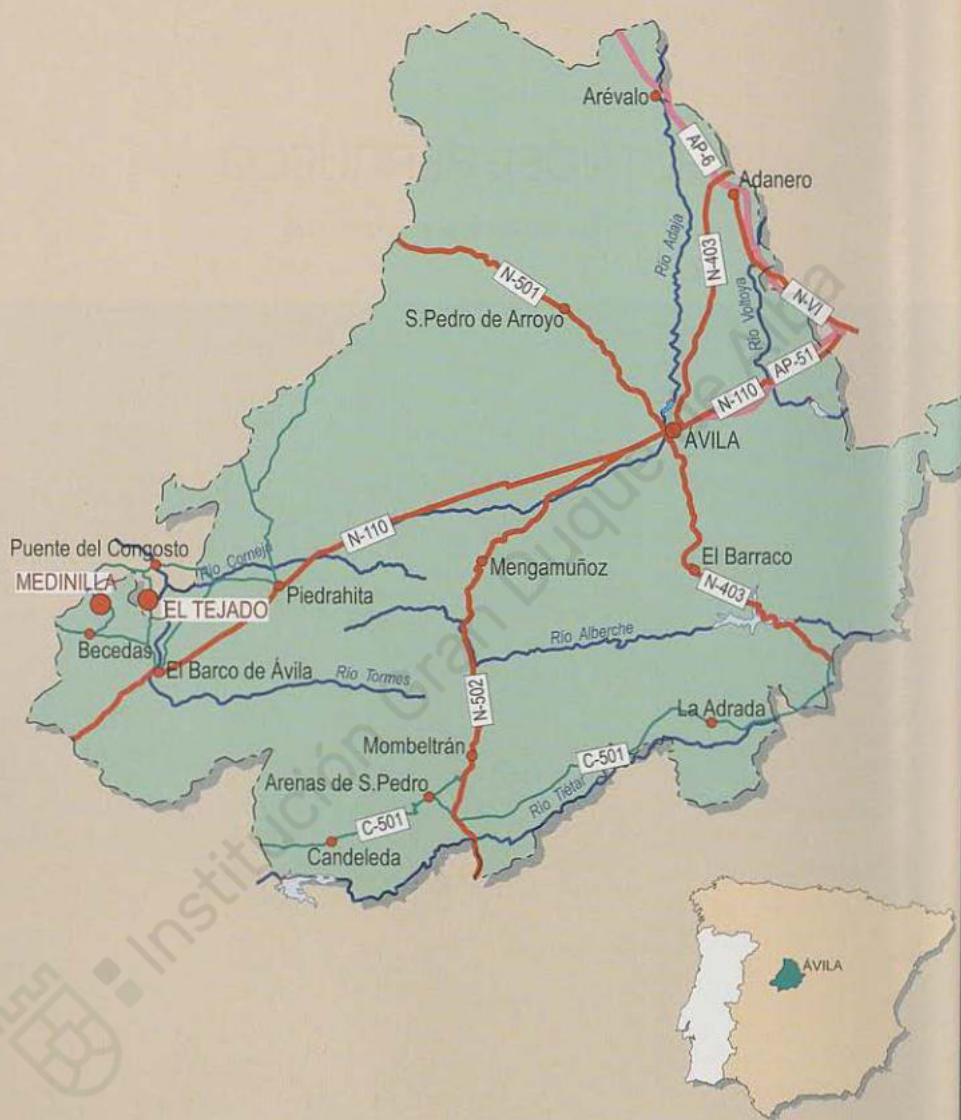 Arévalo
AP-6
Adanero
Río Adaja
N-403
N-501
Río Voltoya
N-VI
S.Pedro de Arroyo
AP-51
N-110
ÁVILA
N-110
Puente del Congosto
Río Corneja
Mengamuñoz
El Barraco
MEDINILLA
EL TEJADO
Piedrahita
N-403
Becedas
Río Alberche
El Barco de Ávila
Río Tormes
N-502
La Adrada
Mombeltrán
C-501
Arenas de S.Pedro
Río Tiétar
C-501
Candeleda
ÁVILA
Institución Gran Duque de Alba